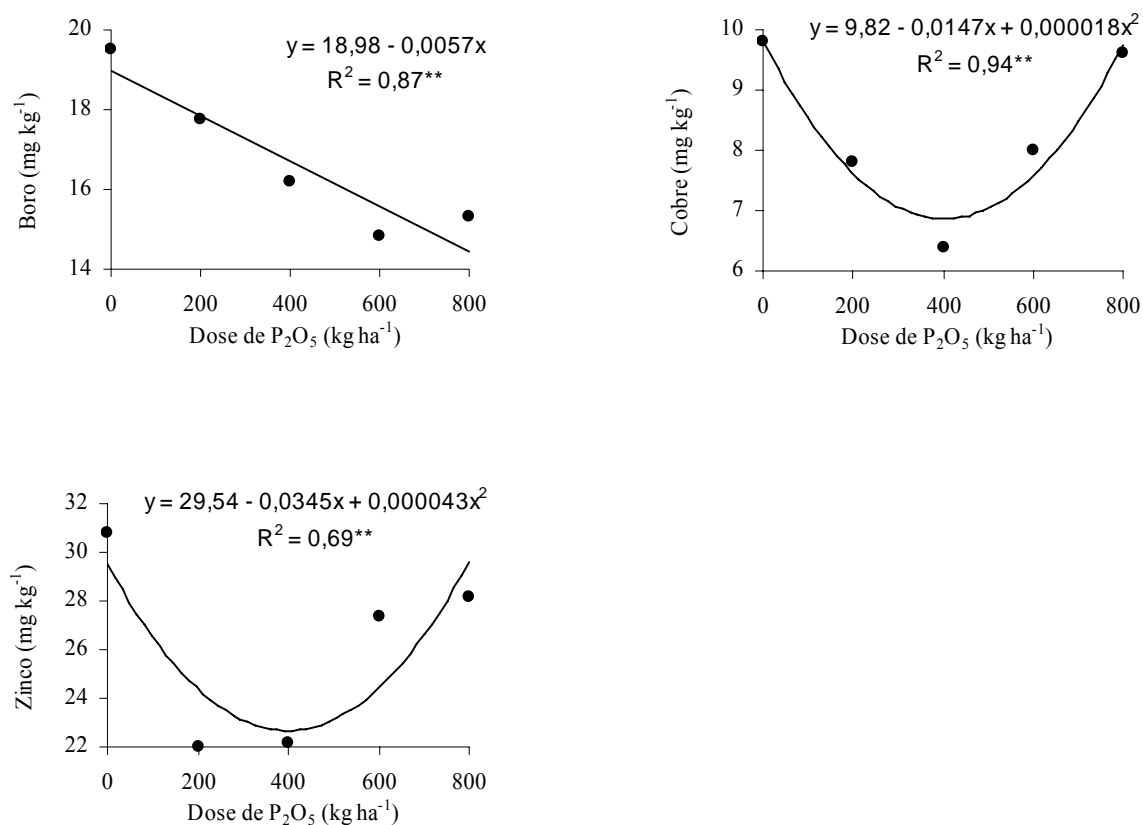 y = 18,98 - 0,0057x
R² = 0,87**
20
18
16
14
Boro (mg kg⁻¹)
0 200 400 600 800
Dose de P₂O₅ (kg ha⁻¹)
y = 9,82 - 0,0147x + 0,000018x²
R² = 0,94**
10
9
8
7
6
Cobre (mg kg⁻¹)
0 200 400 600 800
Dose de P₂O₅ (kg ha⁻¹)
y = 29,54 - 0,0345x + 0,000043x²
R² = 0,69**
32
30
28
26
24
22
Zinco (mg kg⁻¹)
0 200 400 600 800
Dose de P₂O₅ (kg ha⁻¹)